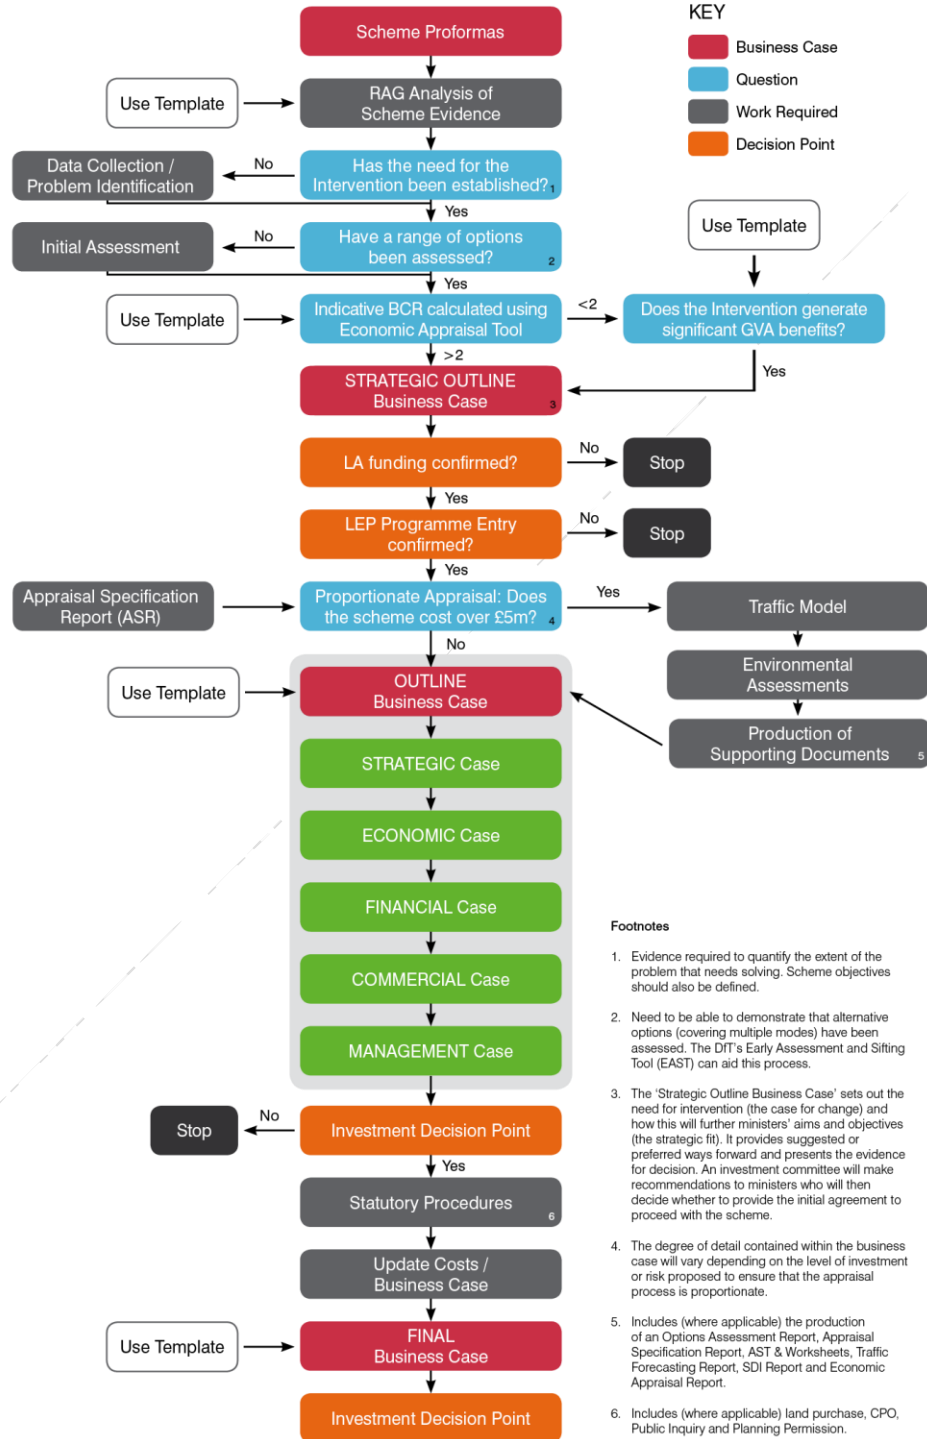 Scheme Proformas
KEY
Business Case
Question
Work Required
Decision Point
Use Template
RAG Analysis of
Scheme Evidence
Data Collection /
Problem Identification
No
Has the need for the
Intervention been established? 1
Yes
Use Template
Initial Assessment
No
Have a range of options
been assessed? 2
Yes
Use Template
Indicative BCR calculated using
Economic Appraisal Tool
<2
Does the Intervention generate
significant GVA benefits?
>2
Yes
STRATEGIC OUTLINE
Business Case 3
LA funding confirmed?
No
Stop
Yes
LEP Programme Entry
confirmed?
No
Stop
Yes
Appraisal Specification
Report (ASR)
Proportionate Appraisal: Does
the scheme cost over £5m? 4
Yes
Traffic Model
No
Environmental
Assessments
Use Template
OUTLINE
Business Case
Production of
Supporting Documents 5
STRATEGIC Case
ECONOMIC Case
FINANCIAL Case
COMMERCIAL Case
MANAGEMENT Case
Stop
No
Investment Decision Point
Yes
Statutory Procedures 6
Update Costs /
Business Case
Use Template
FINAL
Business Case
Investment Decision Point
Footnotes
1. Evidence required to quantify the extent of the
problem that needs solving. Scheme objectives
should also be defined.
2. Need to be able to demonstrate that alternative
options (covering multiple modes) have been
assessed. The DfT's Early Assessment and Sifting
Tool (EAST) can aid this process.
3. The 'Strategic Outline Business Case' sets out the
need for intervention (the case for change) and
how this will further ministers' aims and objectives
(the strategic fit). It provides suggested or
preferred ways forward and presents the evidence
for decision. An investment committee will make
recommendations to ministers who will then
decide whether to provide the initial agreement to
proceed with the scheme.
4. The degree of detail contained within the business
case will vary depending on the level of investment
or risk proposed to ensure that the appraisal
process is proportionate.
5. Includes (where applicable) the production
of an Options Assessment Report, Appraisal
Specification Report, AST & Worksheets, Traffic
Forecasting Report, SDI Report and Economic
Appraisal Report.
6. Includes (where applicable) land purchase, CPO,
Public Inquiry and Planning Permission.